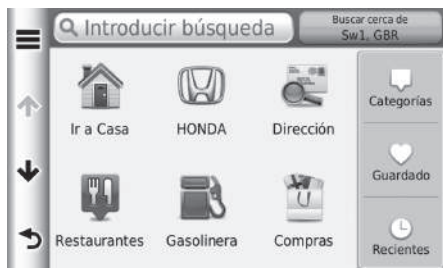 Introducir búsqueda
Buscar cerca de
Sw1, GBR
Ir a Casa
HONDA
Dirección
Categorías
Restaurantes
Gasolinera
Compras
Guardado
Recientes